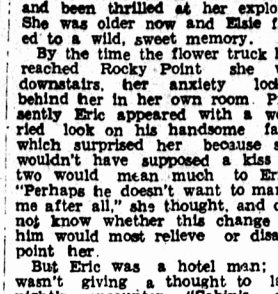 and been thrilled at her explo
She was older now and Elsie f
ed to a wild, sweet memory.
By the time the flower truck
reached Rocky Point she
downstairs, her anxiety loc
behind her in her own room. P
sently Eric appeared with a wo
ried look on his handsome fa
which surprised her because s
wouldn't have supposed a kiss
two would mean much to Er
"Perhaps he doesn't want to mar
me after all," she thought, and d
not know whether this change
him would most relieve or disa
point her.
But Eric was a hotel man;
wasn't giving a thought to l